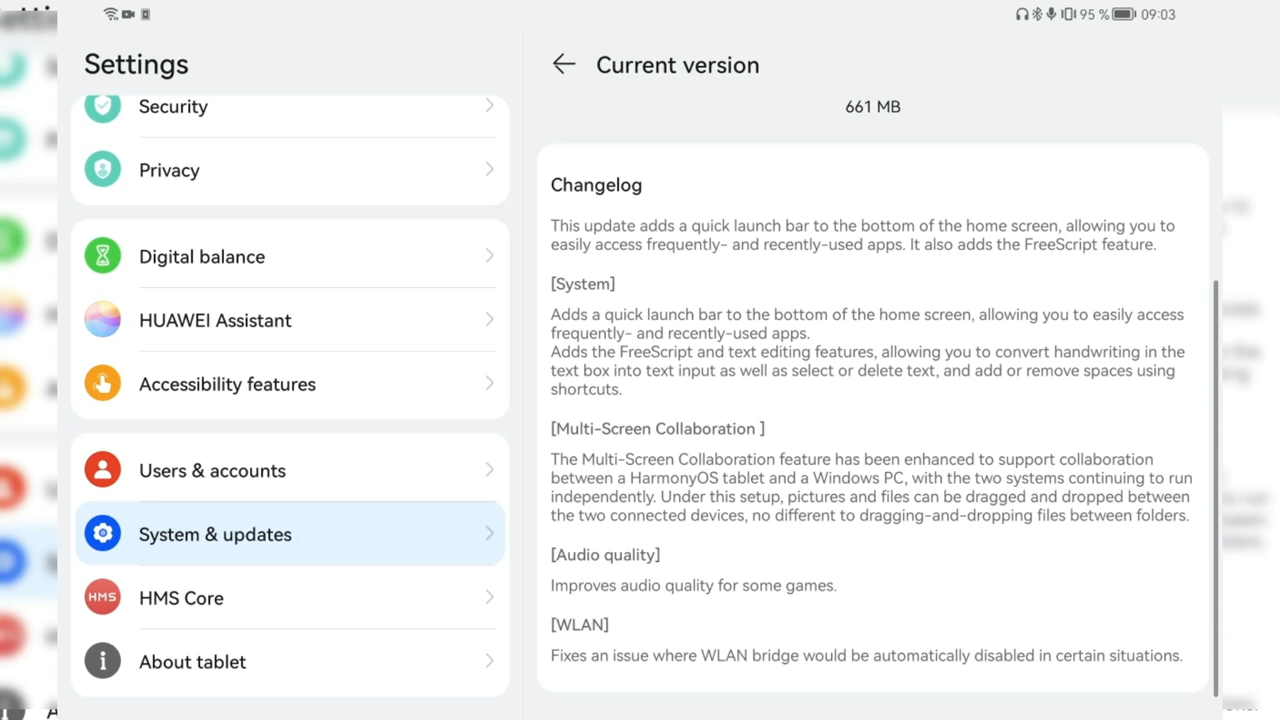 95 % 09:03
Settings
Security
Privacy
Digital balance
HUAWEI Assistant
Accessibility features
Users & accounts
System & updates
HMS
HMS Core
About tablet
Current version
661 MB
Changelog
This update adds a quick launch bar to the bottom of the home screen, allowing you to
easily access frequently- and recently-used apps. It also adds the FreeScript feature.
[System]
Adds a quick launch bar to the bottom of the home screen, allowing you to easily access
frequently- and recently-used apps.
Adds the FreeScript and text editing features, allowing you to convert handwriting in the
text box into text input as well as select or delete text, and add or remove spaces using
shortcuts.
[Multi-Screen Collaboration ]
The Multi-Screen Collaboration feature has been enhanced to support collaboration
between a HarmonyOS tablet and a Windows PC, with the two systems continuing to run
independently. Under this setup, pictures and files can be dragged and dropped between
the two connected devices, no different to dragging-and-dropping files between folders.
[Audio quality]
Improves audio quality for some games.
[WLAN]
Fixes an issue where WLAN bridge would be automatically disabled in certain situations.